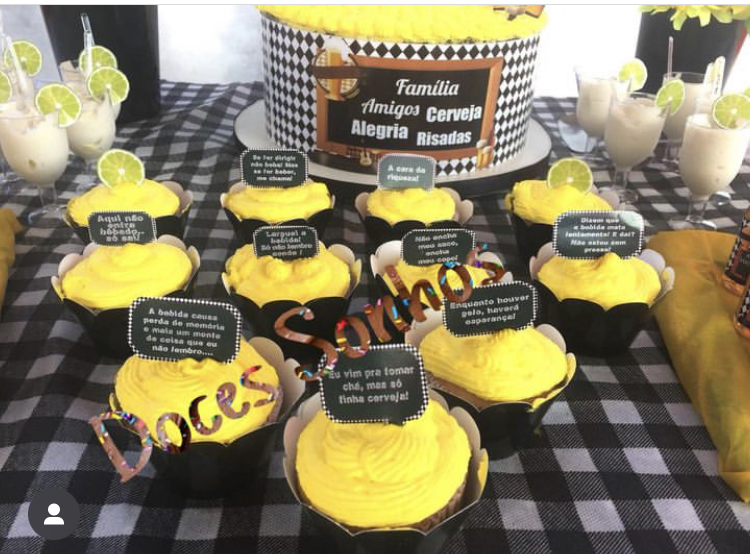 Família
Amigos Cerveja
Alegria Risadas
Se for dirigir
não beba! Mas
se for beber,
me chame!
A cara da
riqueza!
Aqui não
entra
bêbado..
só sai!
Larguei a
bebida!
Só não lembro
onde!
Não encha
meu saco,
encha
meu copo!
Dizem que
a bebida mata
lentamente! E daí?
Não estou com
pressa!
A bebida causa
perda de memória
e mais um monte
de coisa que eu
não lembro....
Enquanto houver
gelo, haverá
esperança!
Eu vim pra tomar
chá, mas só
tinha cerveja!
Doces Sonhos